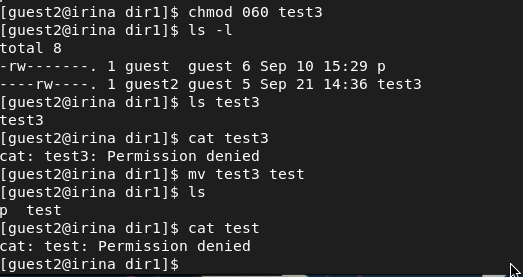 [guest2@irina dir1]$ chmod 060 test3
[guest2@irina dir1]$ ls -l
total 8
-rw-------. 1 guest  guest 6 Sep 10 15:29 p
----rw----. 1 guest2 guest 5 Sep 21 14:36 test3
[guest2@irina dir1]$ ls test3
test3
[guest2@irina dir1]$ cat test3
cat: test3: Permission denied
[guest2@irina dir1]$ mv test3 test
[guest2@irina dir1]$ ls
p  test
[guest2@irina dir1]$ cat test
cat: test: Permission denied
[guest2@irina dir1]$